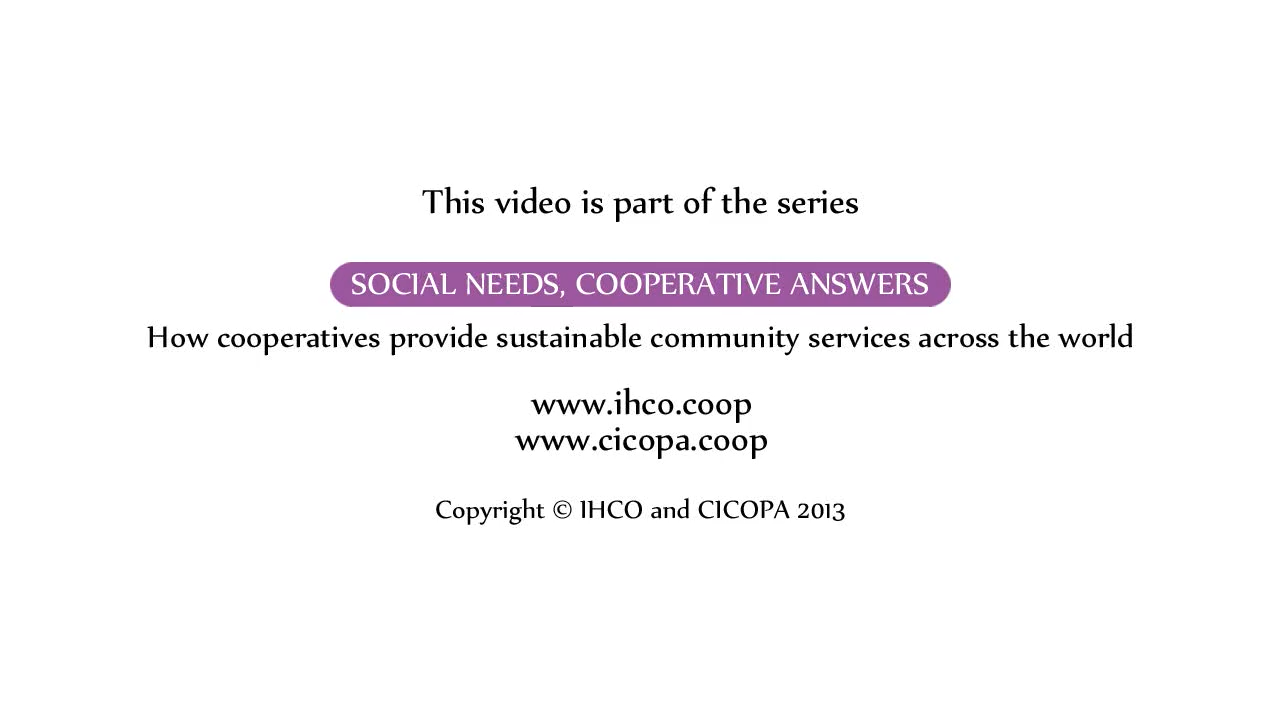 This video is part of the series
SOCIAL NEEDS, COOPERATIVE ANSWERS
How cooperatives provide sustainable community services across the world
www.ihco.coop
www.cicopa.coop
Copyright © IHCO and CICOPA 2013